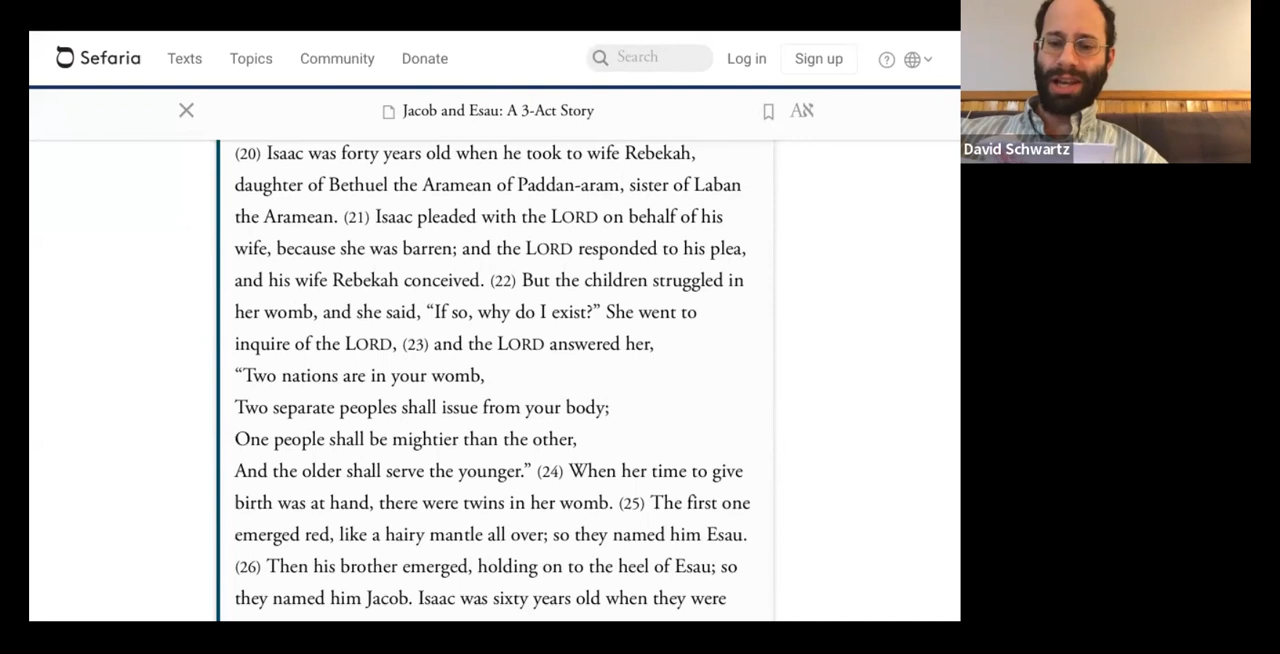 Sefaria Texts Topics Community Donate Search Log in Sign up
Jacob and Esau: A 3-Act Story Aא
(20) Isaac was forty years old when he took to wife Rebekah,
daughter of Bethuel the Aramean of Paddan-aram, sister of Laban
the Aramean. (21) Isaac pleaded with the LORD on behalf of his
wife, because she was barren; and the LORD responded to his plea,
and his wife Rebekah conceived. (22) But the children struggled in
her womb, and she said, “If so, why do I exist?” She went to
inquire of the LORD, (23) and the LORD answered her,
“Two nations are in your womb,
Two separate peoples shall issue from your body;
One people shall be mightier than the other,
And the older shall serve the younger.” (24) When her time to give
birth was at hand, there were twins in her womb. (25) The first one
emerged red, like a hairy mantle all over; so they named him Esau.
(26) Then his brother emerged, holding on to the heel of Esau; so
they named him Jacob. Isaac was sixty years old when they were
David Schwartz